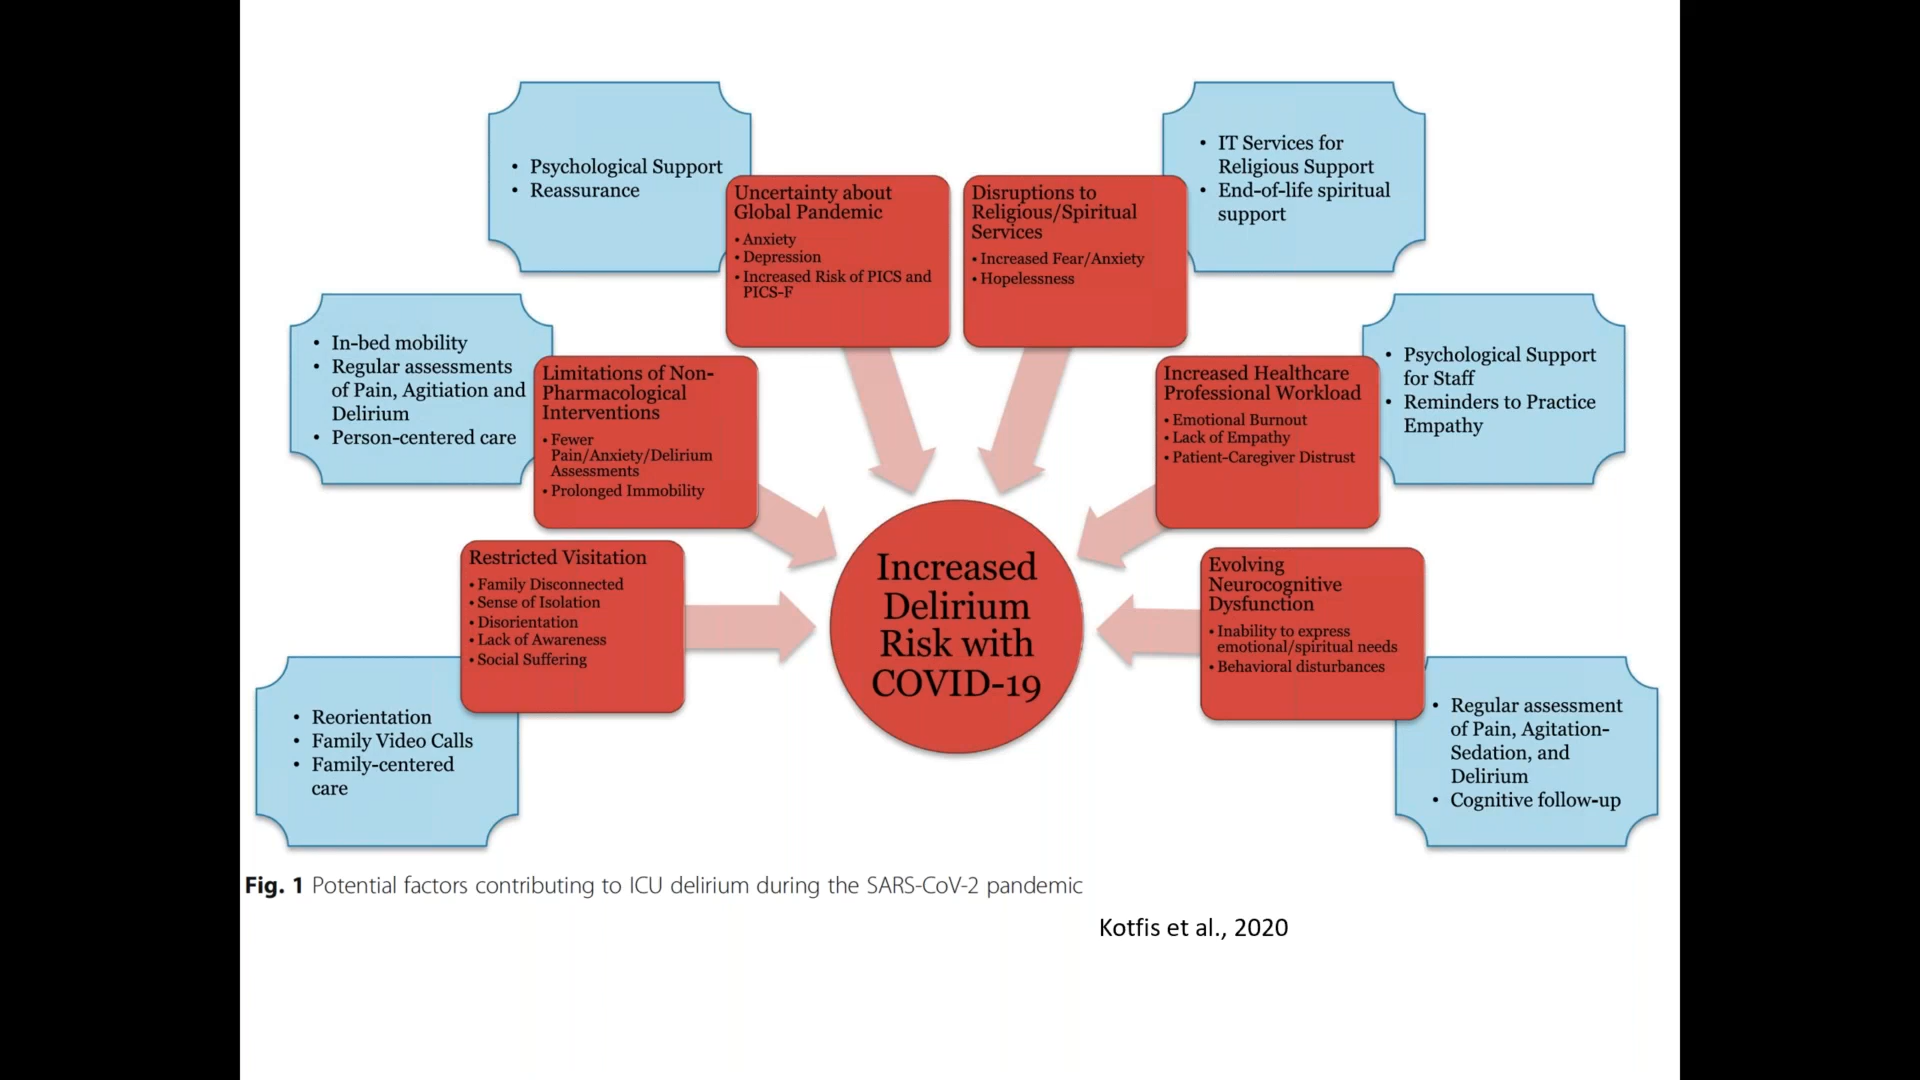 • Psychological Support
• Reassurance
Uncertainty about
Global Pandemic
• Anxiety
• Depression
• Increased Risk of PICS and
PICS-F
Disruptions to
Religious/Spiritual
Services
• Increased Fear/Anxiety
• Hopelessness
• IT Services for
Religious Support
• End-of-life spiritual
support
• In-bed mobility
• Regular assessments
of Pain, Agitiation and
Delirium
• Person-centered care
Limitations of Non-
Pharmacological
Interventions
• Fewer
Pain/Anxiety/Delirium
Assessments
• Prolonged Immobility
Increased Healthcare
Professional Workload
• Emotional Burnout
• Lack of Empathy
• Patient-Caregiver Distrust
• Psychological Support
for Staff
• Reminders to Practice
Empathy
Restricted Visitation
• Family Disconnected
• Sense of Isolation
• Disorientation
• Lack of Awareness
• Social Suffering
Increased
Delirium
Risk with
COVID-19
Evolving
Neurocognitive
Dysfunction
• Inability to express
emotional/spiritual needs
• Behavioral disturbances
• Reorientation
• Family Video Calls
• Family-centered
care
• Regular assessment
of Pain, Agitation-
Sedation, and
Delirium
• Cognitive follow-up
Fig. 1 Potential factors contributing to ICU delirium during the SARS-CoV-2 pandemic
Kotfis et al., 2020